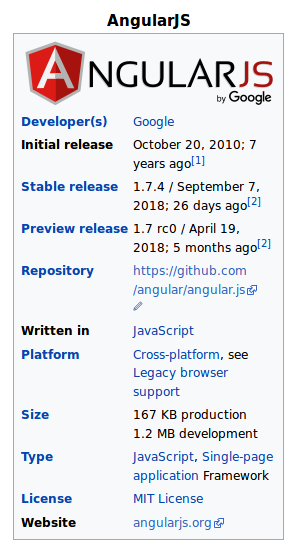 AngularJS
ANGULARJS
by Google
Developer(s) Google
Initial release October 20, 2010; 7
years ago[1]
Stable release 1.7.4 / September 7,
2018; 26 days ago[2]
Preview release 1.7 rc0 / April 19,
2018; 5 months ago[2]
Repository https://github.com
/angular/angular.js
Written in JavaScript
Platform Cross-platform, see
Legacy browser
support
Size 167 KB production
1.2 MB development
Type JavaScript, Single-page
application Framework
License MIT License
Website angularjs.org